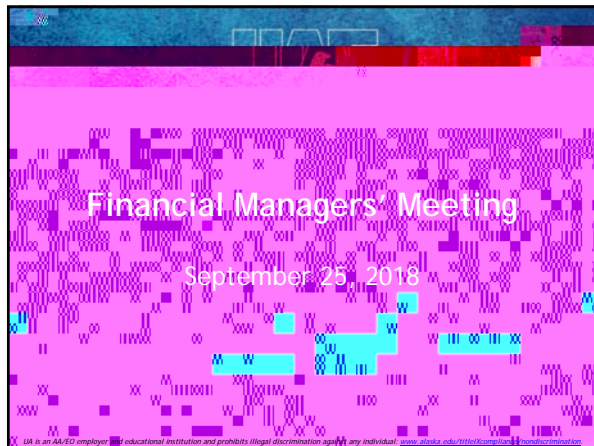 UAF
Financial Managers' Meeting
September 25, 2018
UA is an AA/EO employer and educational institution and prohibits illegal discrimination against any individual: www.alaska.edu/titleIXcompliance/nondiscrimination.